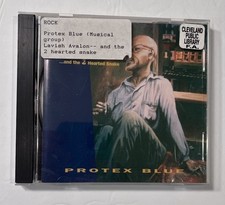 ROCK
Protex Blue (Musical
group)
Lavish Avalon-- and the
2 hearted snake
CLEVELAND
PUBLIC
LIBRARY
F.A.
...and the 2 Hearted Snake
PROTEX BLUE